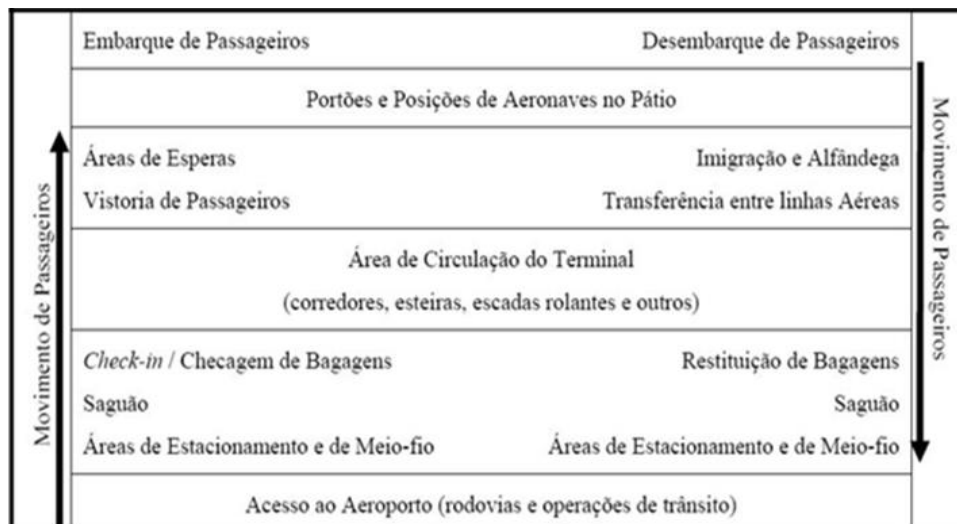 Embarque de Passageiros Desembarque de Passageiros
Portões e Posições de Aeronaves no Pátio
Áreas de Esperas Imigração e Alfândega
Vistoria de Passageiros Transferência entre linhas Aéreas
Área de Circulação do Terminal
(corredores, esteiras, escadas rolantes e outros)
Check-in / Checagem de Bagagens Restituição de Bagagens
Saguão Saguão
Áreas de Estacionamento e de Meio-fio Áreas de Estacionamento e de Meio-fio
Acesso ao Aeroporto (rodovias e operações de trânsito)
Movimento de Passageiros
Movimento de Passageiros